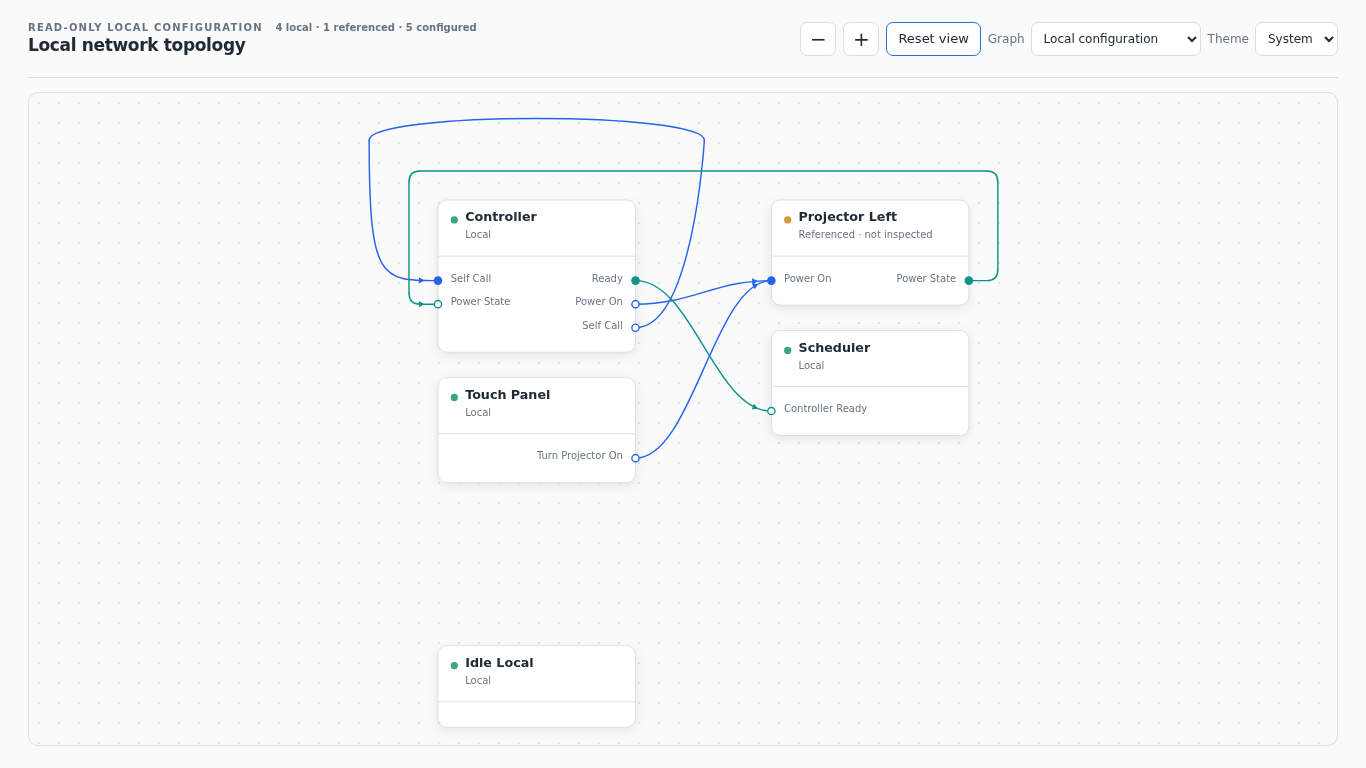 READ-ONLY LOCAL CONFIGURATION 4 local · 1 referenced · 5 configured
Local network topology
− + Reset view Graph Local configuration Theme System
Controller
Local
Self Call Ready
Power State Power On
Self Call
Projector Left
Referenced · not inspected
Power On Power State
Scheduler
Local
Controller Ready
Touch Panel
Local
Turn Projector On
Idle Local
Local